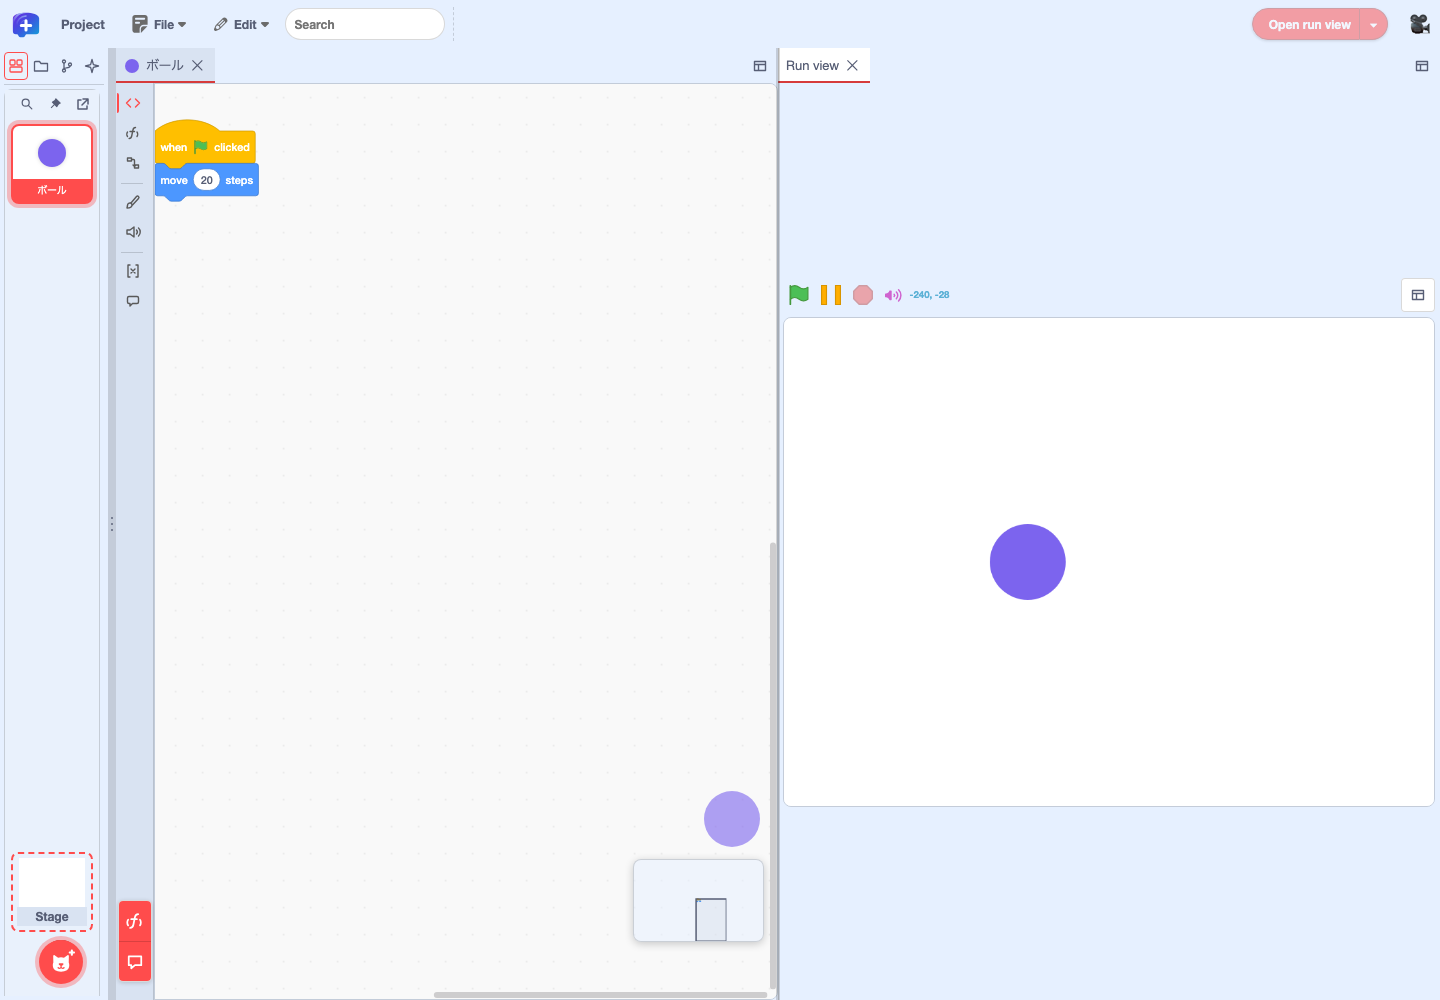 Project
File
Edit
Search
Open run view
ボール
Run view
ボール
when clicked
move 20 steps
-240, -28
Stage